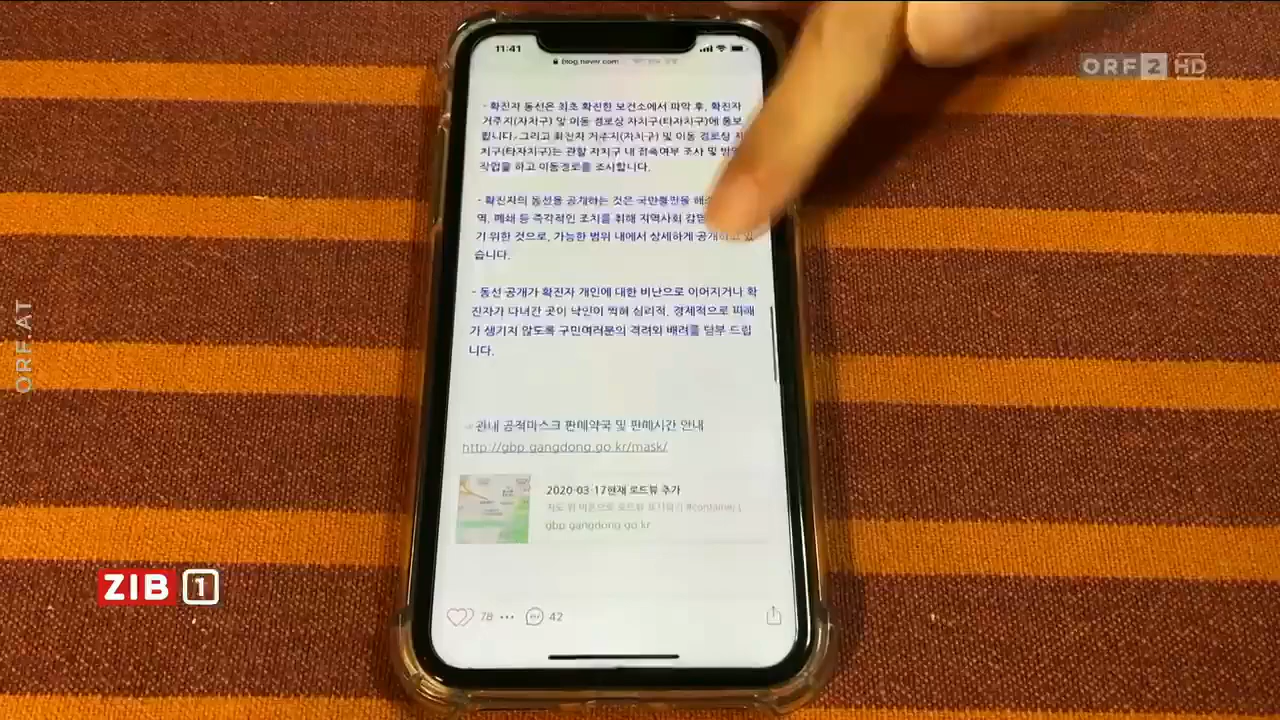 11:41
ORF 2 HD
blog.naver.com
- 확진자 동선은 최초 확진한 보건소에서 파악 후, 확진자
거주지(자치구) 및 이동 경로상 자치구(타자치구)에 통보
됩니다. 그리고 확진자 거주지(자치구) 및 이동 경로상 자
치구(타자치구)는 관할 자치구 내 접촉여부 조사 및 방역
작업을 하고 이동경로를 조사합니다.
- 확진자의 동선을 공개하는 것은 국민불안을 해소
역, 폐쇄 등 즉각적인 조치를 취해 지역사회 감염
기 위한 것으로, 가능한 범위 내에서 상세하게 공개하고 있
습니다.
- 동선 공개가 확진자 개인에 대한 비난으로 이어지거나 확
진자가 다녀간 곳이 낙인이 찍혀 심리적, 경제적으로 피해
가 생기지 않도록 구민여러분의 격려와 배려를 당부 드립
니다.
ORF.AT
관내 공적마스크 판매약국 및 판매시간 안내
http://gbp.gangdong.go.kr/mask/
2020-03-17현재 로드뷰 추가
#container {
gbp.gangdong.go.kr
ZIB 1
78 ··· 42